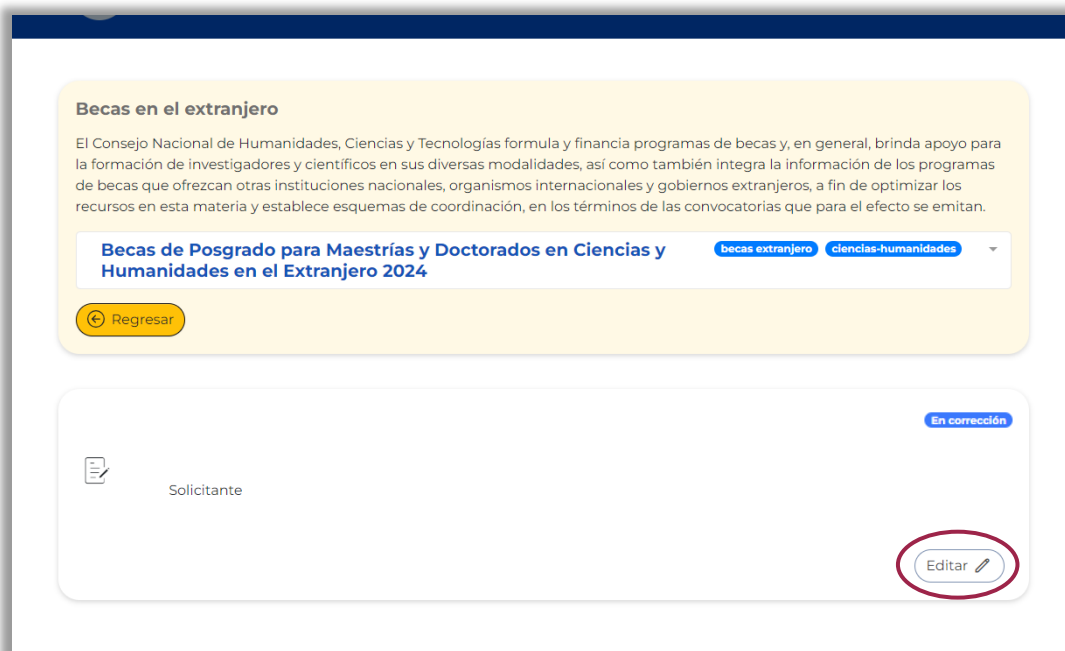 Becas en el extranjero
El Consejo Nacional de Humanidades, Ciencias y Tecnologías formula y financia programas de becas y, en general, brinda apoyo para
la formación de investigadores y científicos en sus diversas modalidades, así como también integra la información de los programas
de becas que ofrezcan otras instituciones nacionales, organismos internacionales y gobiernos extranjeros, a fin de optimizar los
recursos en esta materia y establece esquemas de coordinación, en los términos de las convocatorias que para el efecto se emitan.
Becas de Posgrado para Maestrías y Doctorados en Ciencias y
Humanidades en el Extranjero 2024
becas extranjero ciencias-humanidades
Regresar
En corrección
Solicitante
Editar